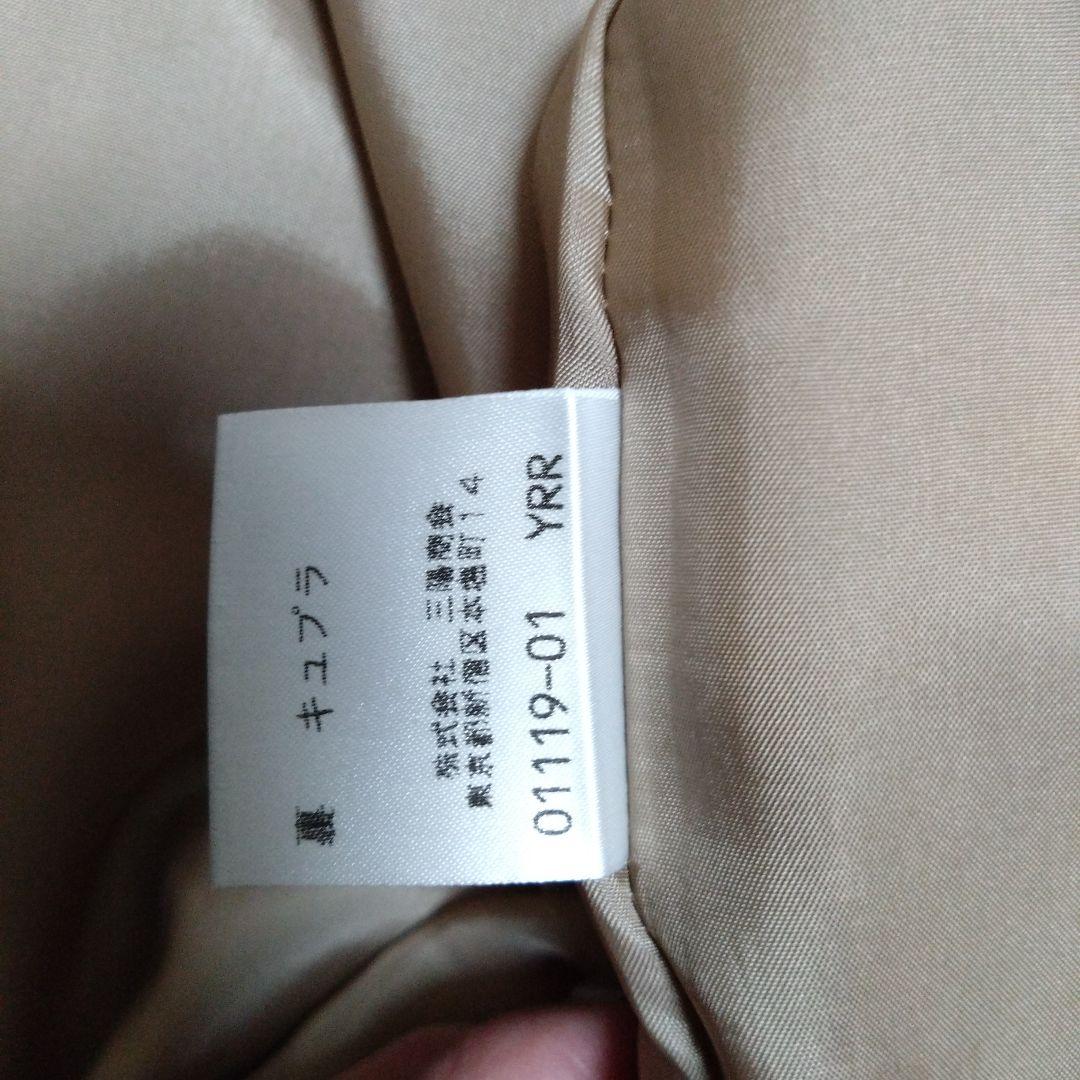 裏 キュプラ
株式会社 三陽商会
東京都新宿区本塩町14
01119-01 YRR